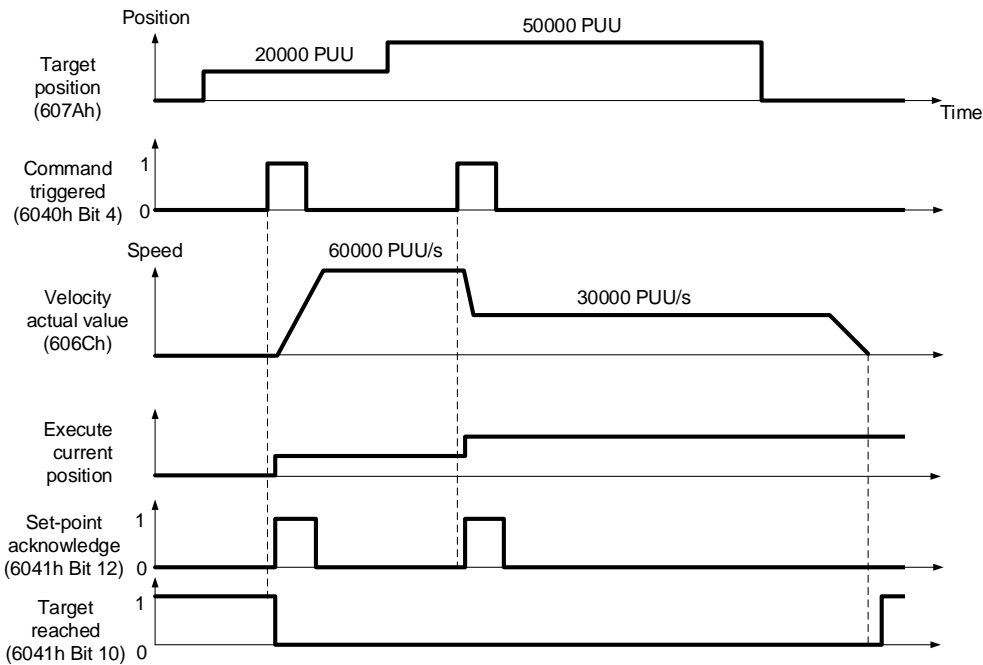 Position
50000 PUU
20000 PUU
Target
position
(607Ah)
Time
Command
triggered
(6040h Bit 4)
1
0
Speed
60000 PUU/s
Velocity
actual value
(606Ch)
30000 PUU/s
Execute
current
position
Set-point
acknowledge
(6041h Bit 12)
1
0
Target
reached
(6041h Bit 10)
1
0